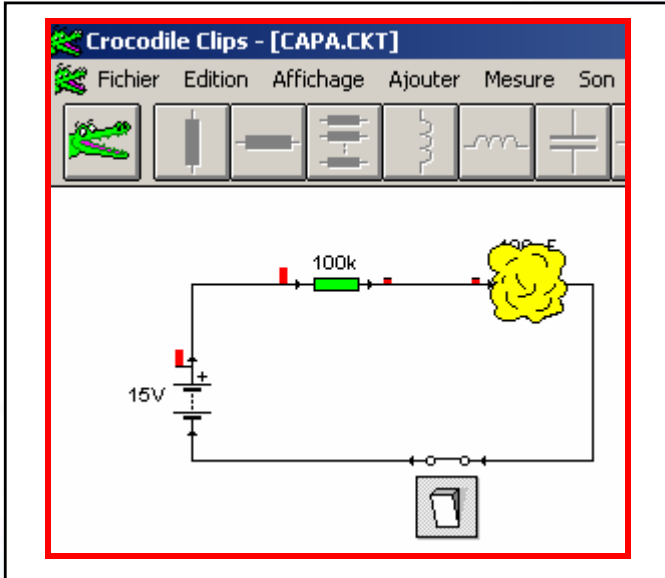 Crocodile Clips - [CAPA.CKT]
Fichier Edition Affichage Ajouter Mesure Son
100k
15V
+